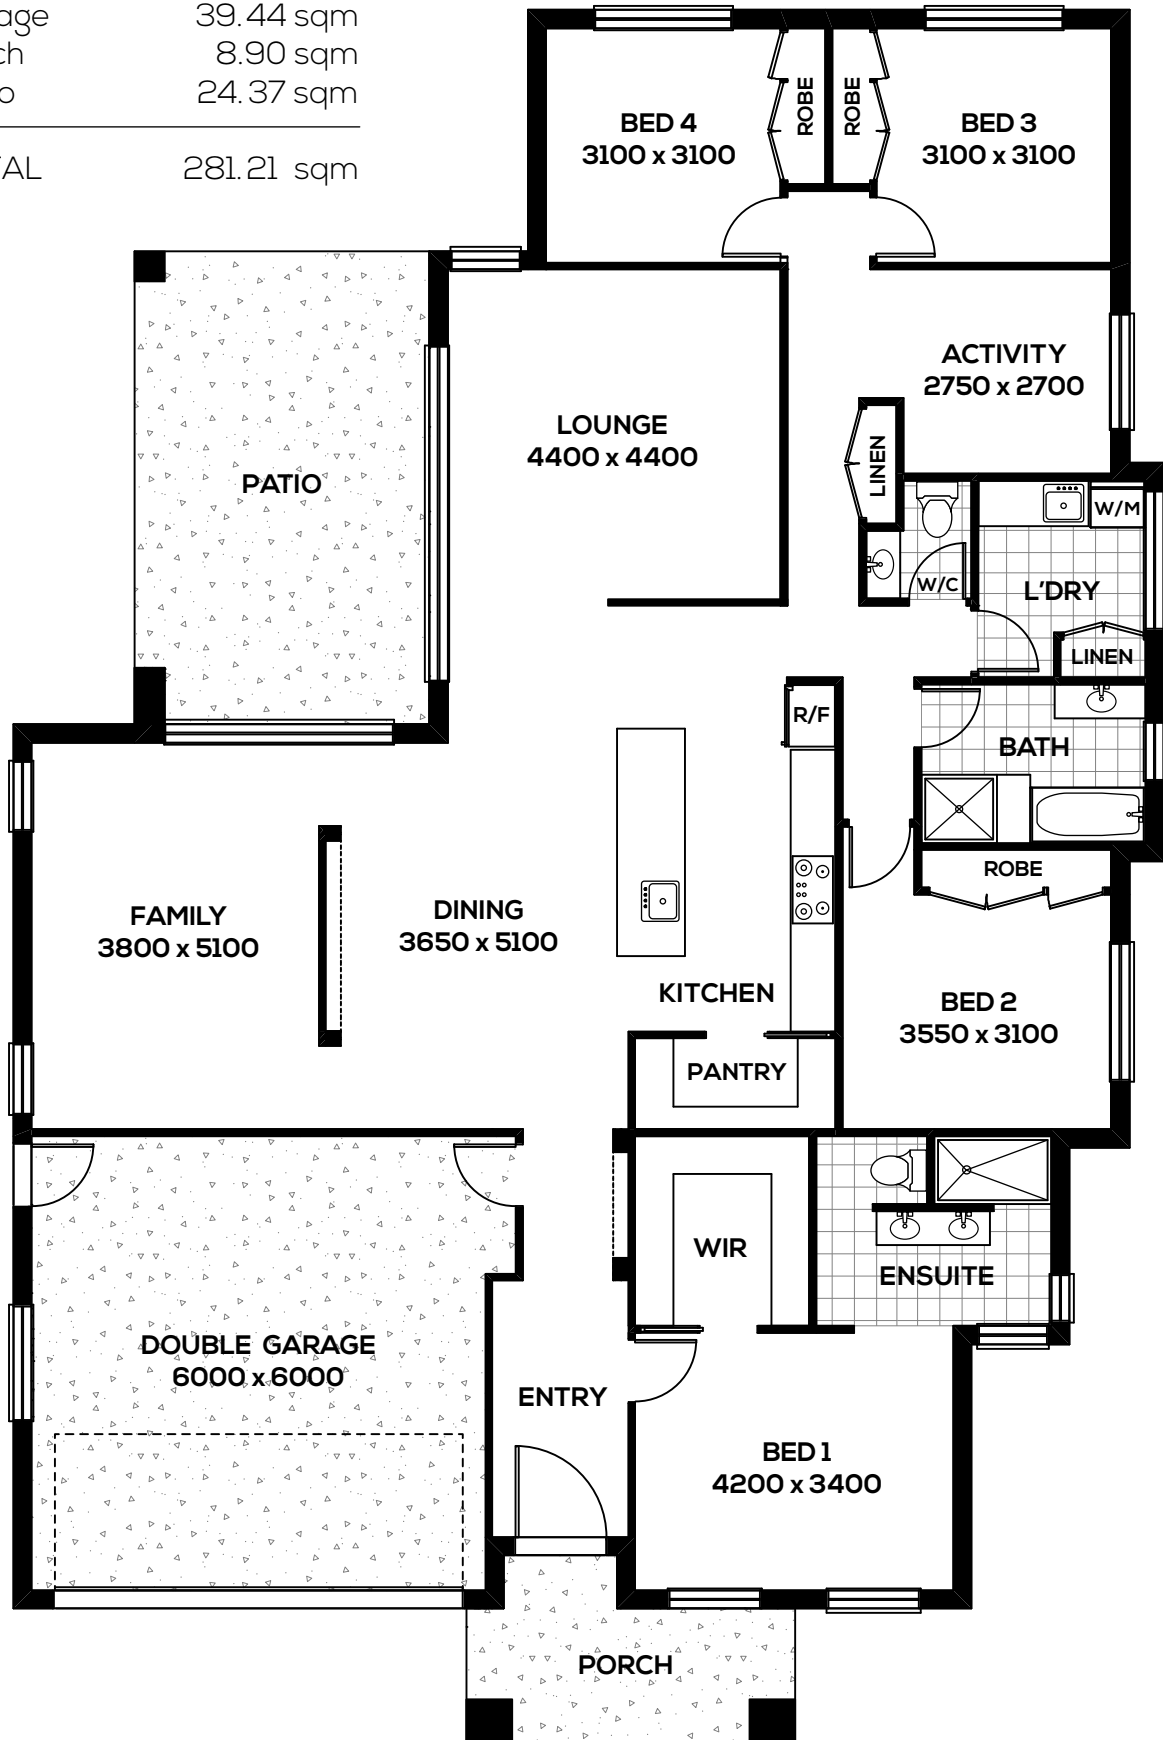 age 39.44 sqm
ch 8.90 sqm
o 24.37 sqm
TAL 281.21 sqm
BED 4
3100 x 3100
ROBE
ROBE
BED 3
3100 x 3100
ACTIVITY
2750 x 2700
LOUNGE
4400 x 4400
LINEN
PATIO
W/M
W/C
L'DRY
LINEN
R/F
BATH
ROBE
FAMILY
3800 x 5100
DINING
3650 x 5100
KITCHEN
BED 2
3550 x 3100
PANTRY
WIR
ENSUITE
DOUBLE GARAGE
6000 x 6000
ENTRY
BED 1
4200 x 3400
PORCH